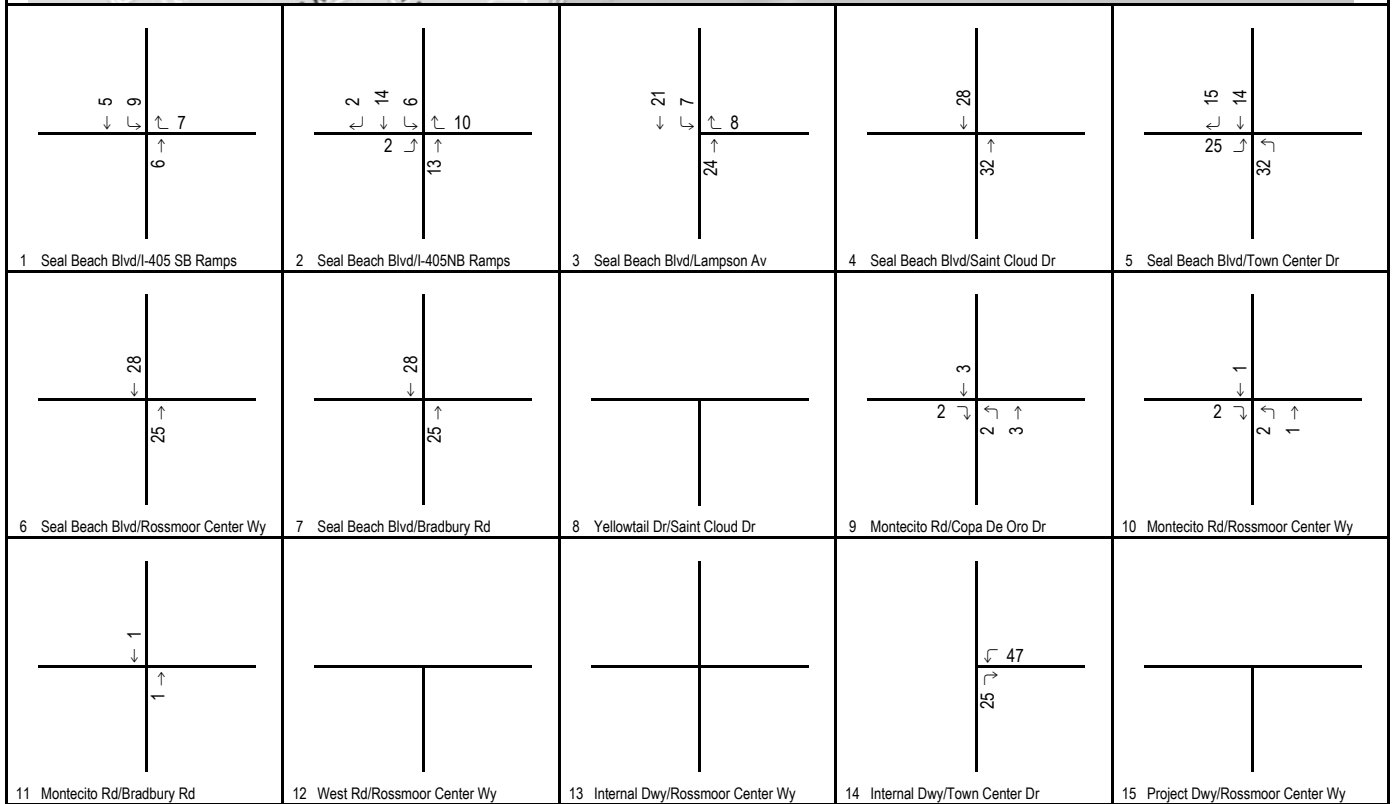 5 9
7
6
1 Seal Beach Blvd/I-405 SB Ramps
2 14 6
10
2
13
2 Seal Beach Blvd/I-405NB Ramps
21 7
8
24
3 Seal Beach Blvd/Lampson Av
28
32
4 Seal Beach Blvd/Saint Cloud Dr
15 14
25
32
5 Seal Beach Blvd/Town Center Dr
28
25
6 Seal Beach Blvd/Rossmoor Center Wy
28
25
7 Seal Beach Blvd/Bradbury Rd
8 Yellowtail Dr/Saint Cloud Dr
3
2
2 3
9 Montecito Rd/Copa De Oro Dr
1
2
2 1
10 Montecito Rd/Rossmoor Center Wy
1
1
11 Montecito Rd/Bradbury Rd
12 West Rd/Rossmoor Center Wy
13 Internal Dwy/Rossmoor Center Wy
47
25
14 Internal Dwy/Town Center Dr
15 Project Dwy/Rossmoor Center Wy